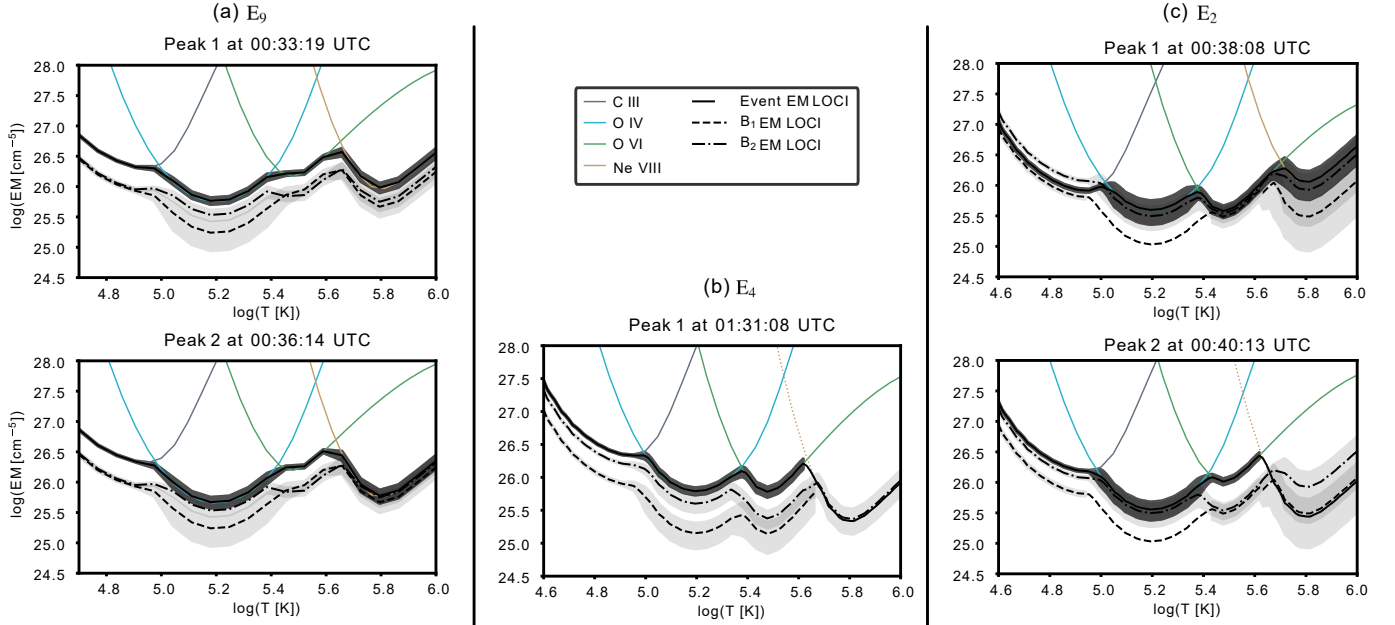 (a) E₉
Peak 1 at 00:33:19 UTC
28.0
27.5
27.0
26.5
26.0
25.5
25.0
24.5
log(EM [cm⁻⁵])
4.8 5.0 5.2 5.4 5.6 5.8 6.0
log(T [K])
Peak 2 at 00:36:14 UTC
28.0
27.5
27.0
26.5
26.0
25.5
25.0
24.5
log(EM [cm⁻⁵])
4.8 5.0 5.2 5.4 5.6 5.8 6.0
log(T [K])
C III
O IV
O VI
Ne VIII
Event EM LOCI
B₁ EM LOCI
B₂ EM LOCI
(b) E₄
Peak 1 at 01:31:08 UTC
28.0
27.5
27.0
26.5
26.0
25.5
25.0
24.5
4.6 4.8 5.0 5.2 5.4 5.6 5.8 6.0
log(T [K])
(c) E₂
Peak 1 at 00:38:08 UTC
28.0
27.5
27.0
26.5
26.0
25.5
25.0
24.5
4.6 4.8 5.0 5.2 5.4 5.6 5.8 6.0
log(T [K])
Peak 2 at 00:40:13 UTC
28.0
27.5
27.0
26.5
26.0
25.5
25.0
24.5
4.6 4.8 5.0 5.2 5.4 5.6 5.8 6.0
log(T [K])